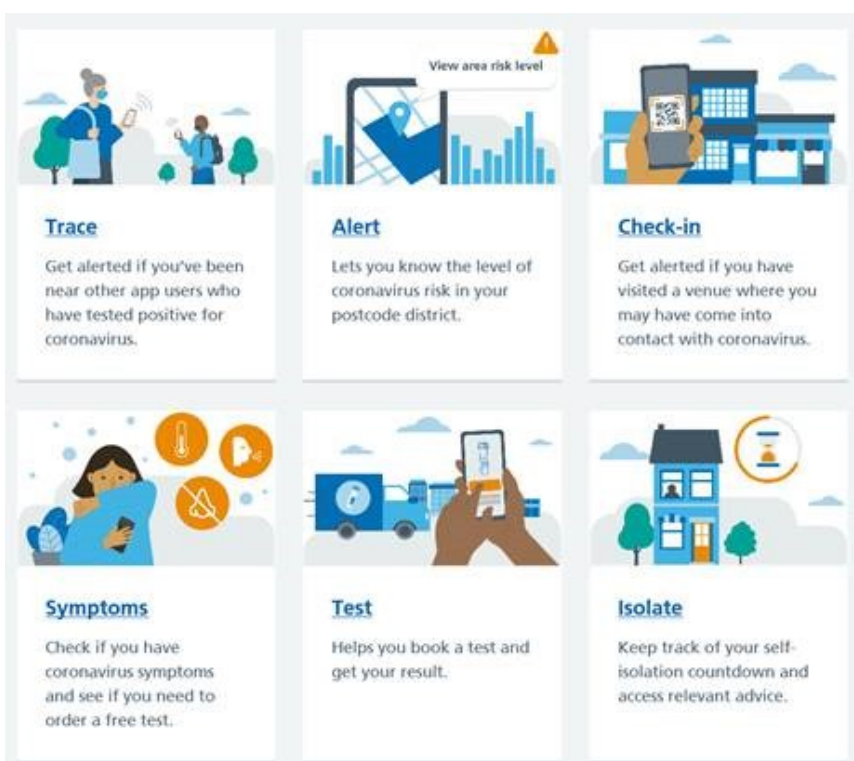 View area risk level
Trace
Get alerted if you've been
near other app users who
have tested positive for
coronavirus.
Alert
Lets you know the level of
coronavirus risk in your
postcode district.
Check-in
Get alerted if you have
visited a venue where you
may have come into
contact with coronavirus.
Symptoms
Check if you have
coronavirus symptoms
and see if you need to
order a free test.
Test
Helps you book a test and
get your result.
Isolate
Keep track of your self-
isolation countdown and
access relevant advice.